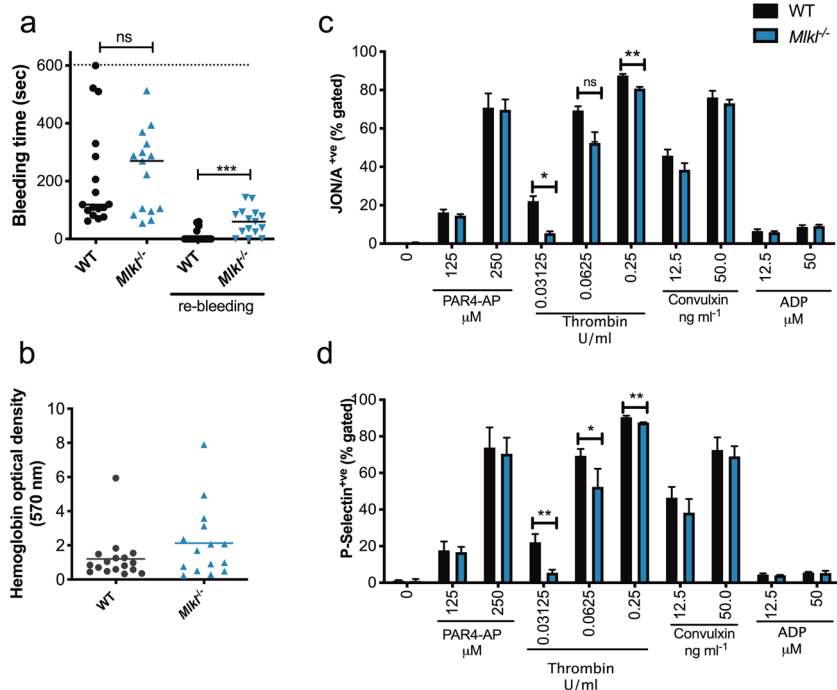 a
ns
600
400
200
0
Bleeding time (sec)
***
WT
Mlkl-/-
WT
Mlkl-/-
re-bleeding
b
Hemoglobin optical density
(570 nm)
10
8
6
4
2
0
WT
Mlkl-/-
c
WT
Mlkl-/-
JON/A +ve (% gated)
100
80
60
40
20
0
*
ns
**
0
125
250
0.03125
0.0625
0.25
12.5
50.0
12.5
50
PAR4-AP
µM
Thrombin
U/ml
Convulxin
ng ml-1
ADP
µM
d
P-Selectin+ve (% gated)
100
80
60
40
20
0
**
*
**
0
125
250
0.03125
0.0625
0.25
12.5
50.0
12.5
50
PAR4-AP
µM
Thrombin
U/ml
Convulxin
ng ml-1
ADP
µM